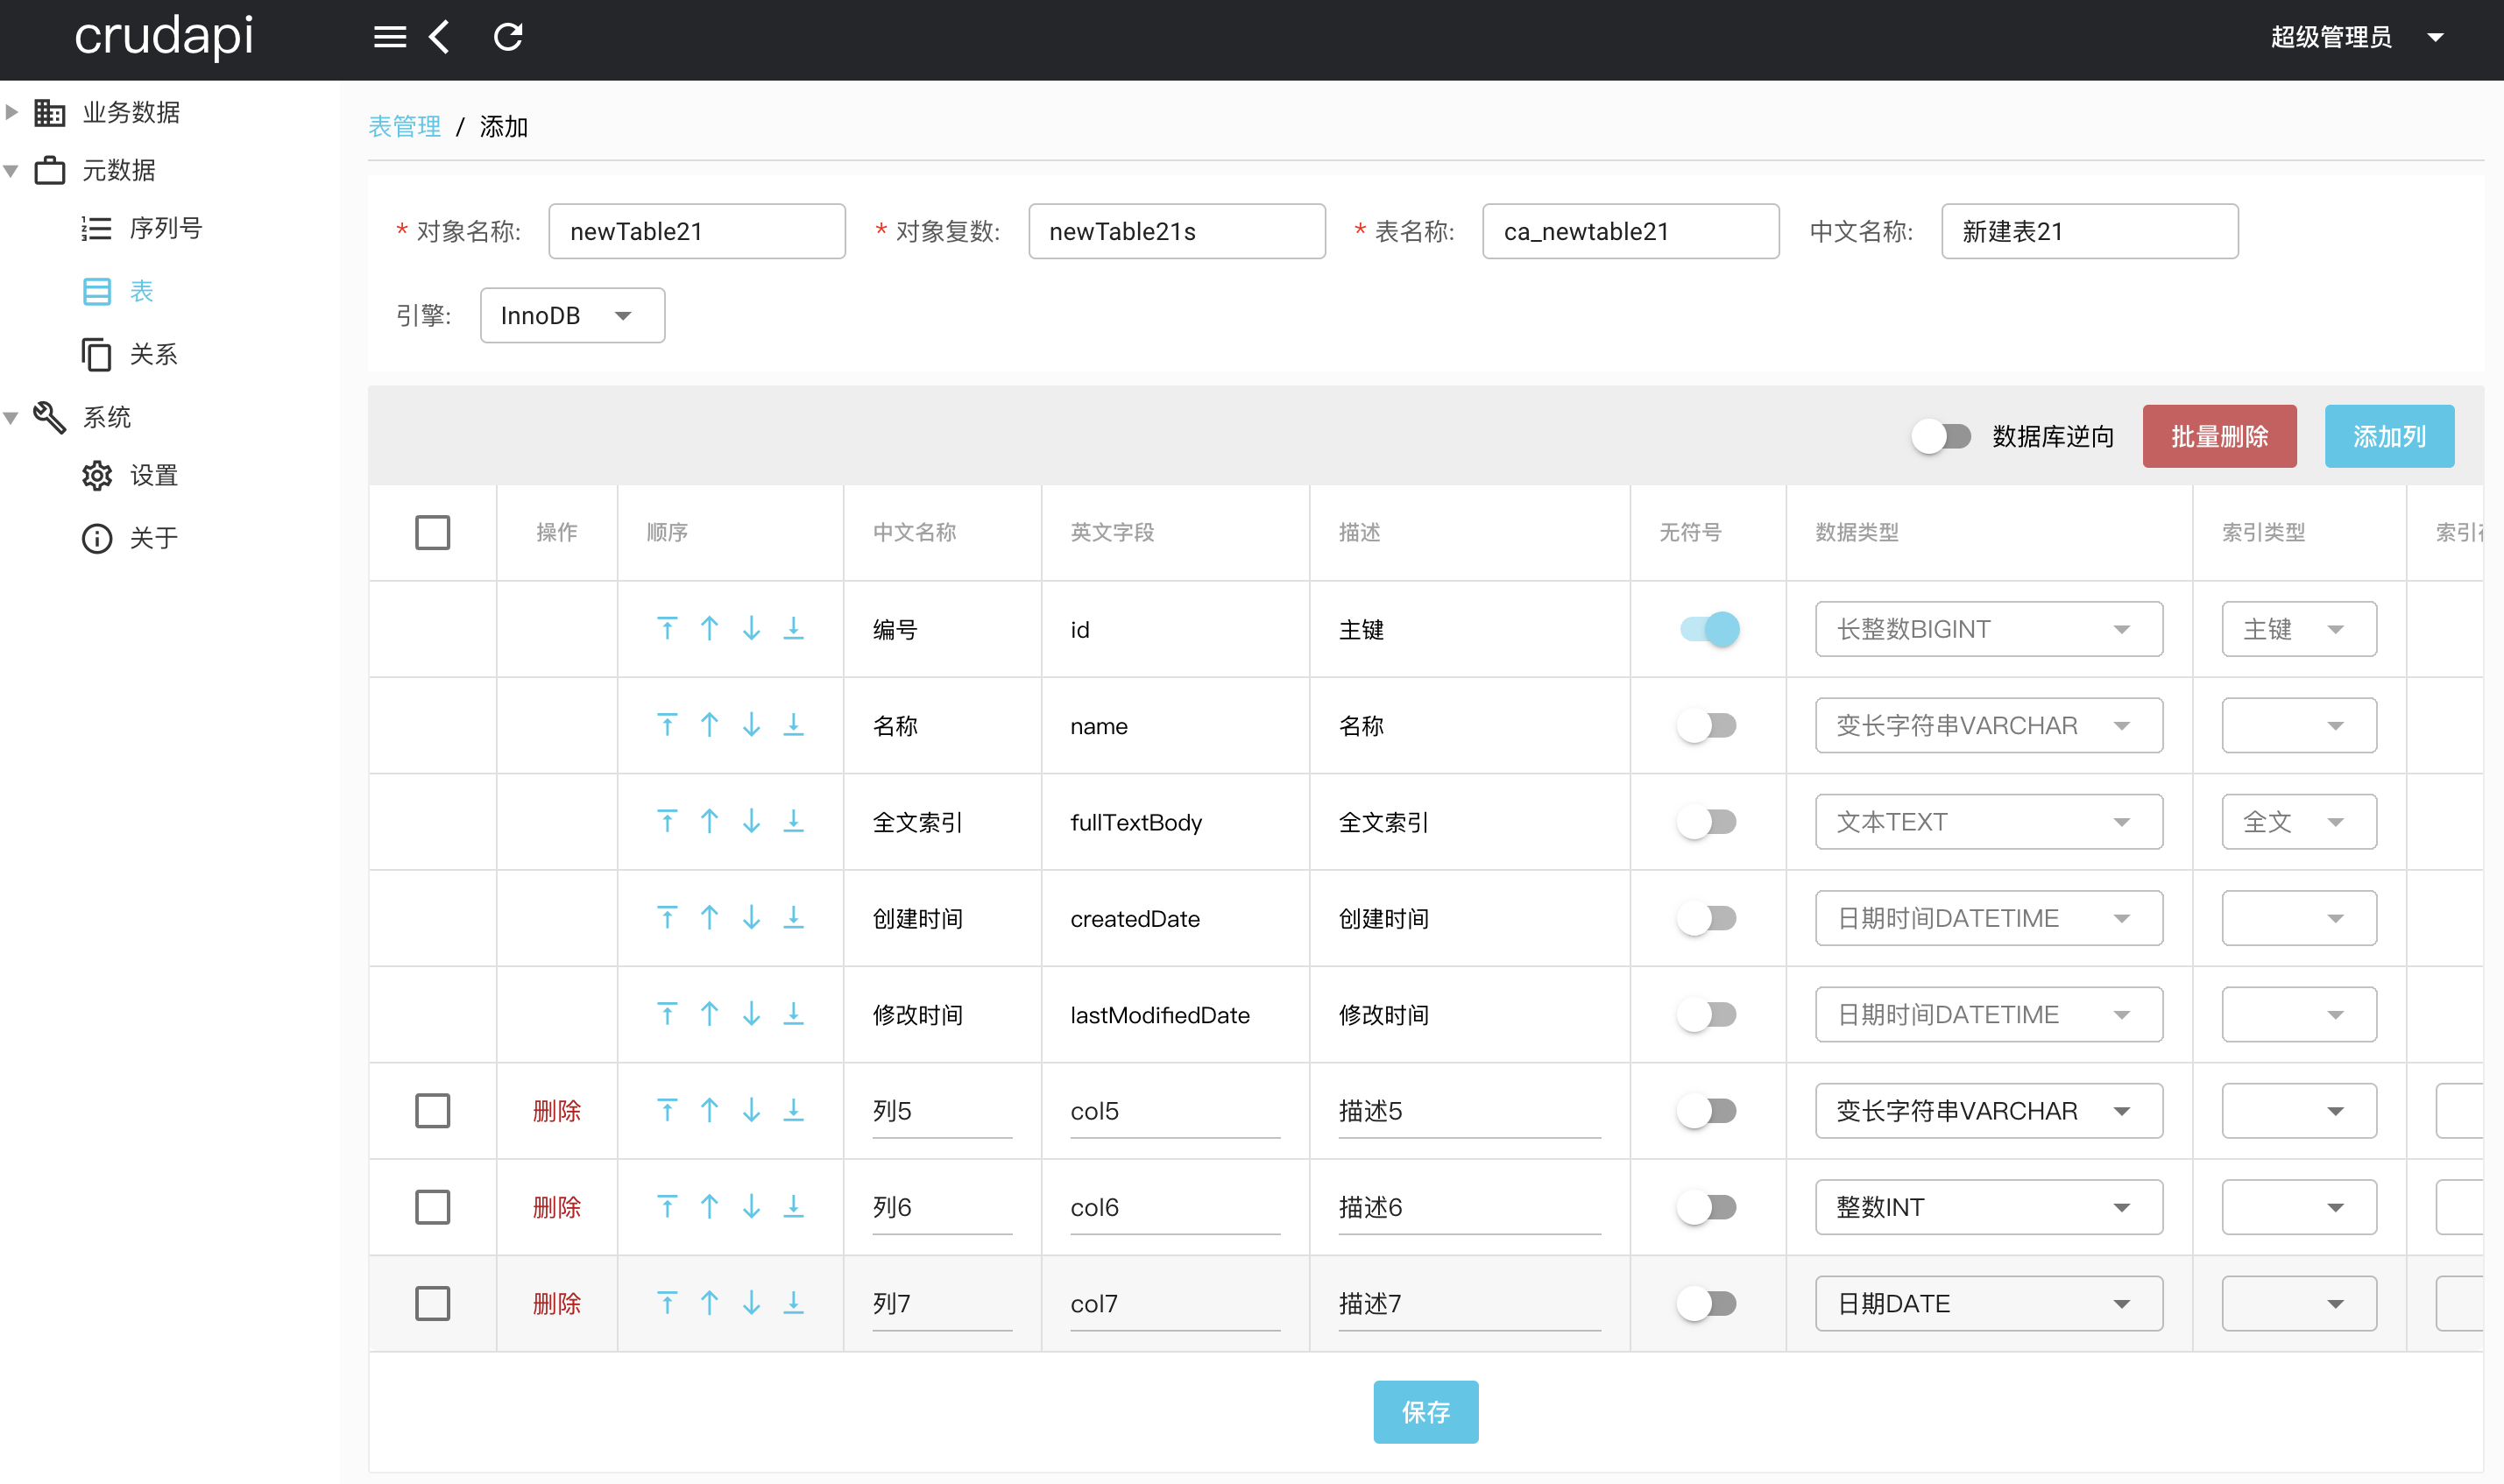 crudapi
超级管理员
业务数据
元数据
序列号
表
关系
系统
设置
关于
表管理 / 添加
* 对象名称: newTable21 * 对象复数: newTable21s * 表名称: ca_newtable21 中文名称: 新建表21
引擎: InnoDB
数据库逆向 批量删除 添加列
操作 顺序 中文名称 英文字段 描述 无符号 数据类型 索引类型 索引
编号 id 主键 长整数BIGINT 主键
名称 name 名称 变长字符串VARCHAR
全文索引 fullTextBody 全文索引 文本TEXT 全文
创建时间 createdDate 创建时间 日期时间DATETIME
修改时间 lastModifiedDate 修改时间 日期时间DATETIME
删除 列5 col5 描述5 变长字符串VARCHAR
删除 列6 col6 描述6 整数INT
删除 列7 col7 描述7 日期DATE
保存